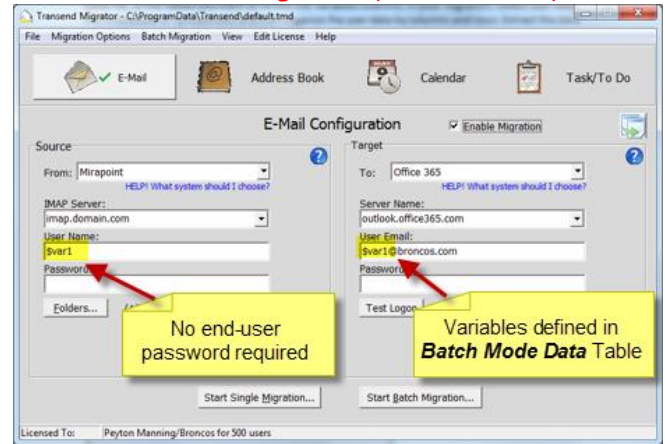 Transend Migrator - C:\ProgramData\Transend\default.tmd
File Migration Options Batch Migration View Edit License Help
E-Mail
Address Book
Calendar
Task/To Do
E-Mail Configuration
Enable Migration
Source
Target
From: Mirapoint
To: Office 365
HELP! What system should I choose?
HELP! What system should I choose?
IMAP Server:
Server Name:
imap.domain.com
outlook.office365.com
User Name:
User Email:
$var1
$var1@broncos.com
Password
Password
Folders...
Test Logon
No end-user
password required
Variables defined in
Batch Mode Data Table
Start Single Migration...
Start Batch Migration...
Licensed To: Peyton Manning/Broncos for 500 users